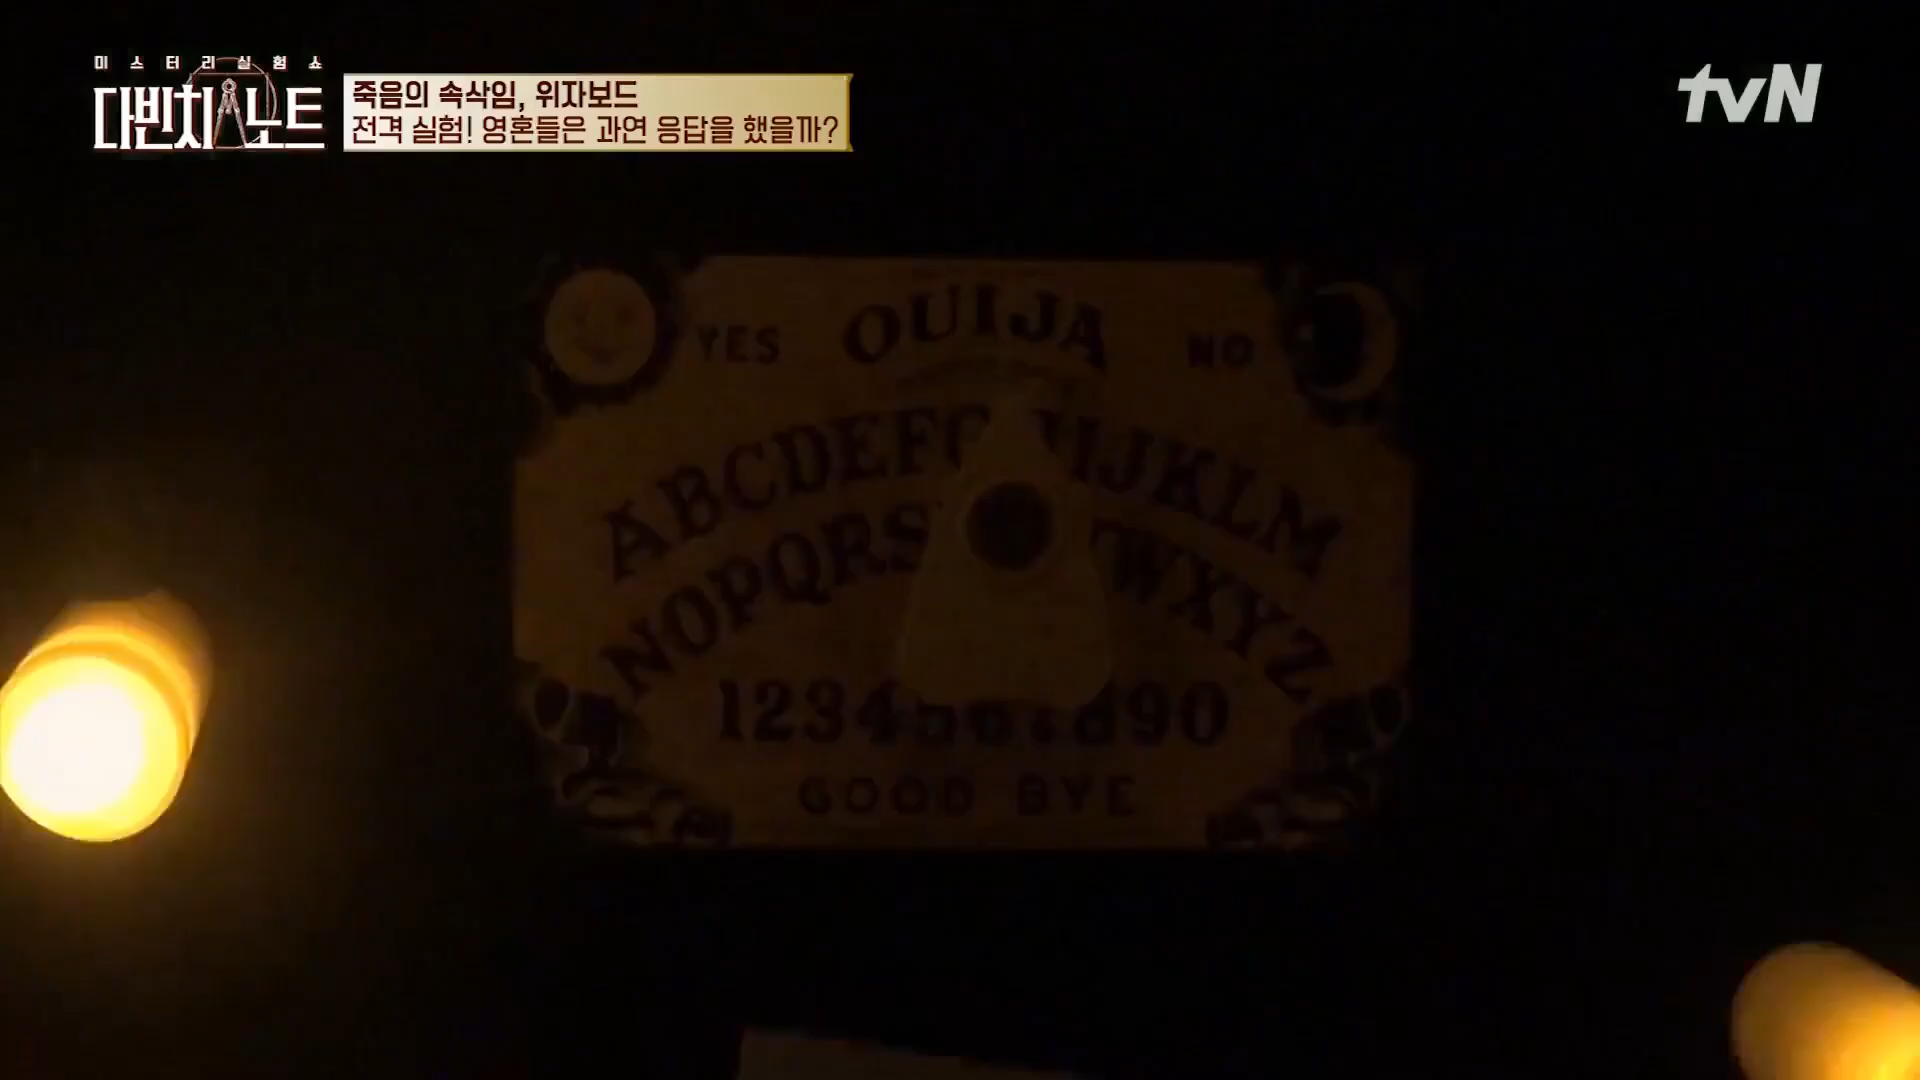 미스터리실험쇼
다빈치노트
죽음의 속삭임, 위자보드
전격 실험! 영혼들은 과연 응답을 했을까?
tvN
YES OUIJA NO
ABCDEF IJKLM
NOPQRS WXYZ
1234 890
GOOD BYE